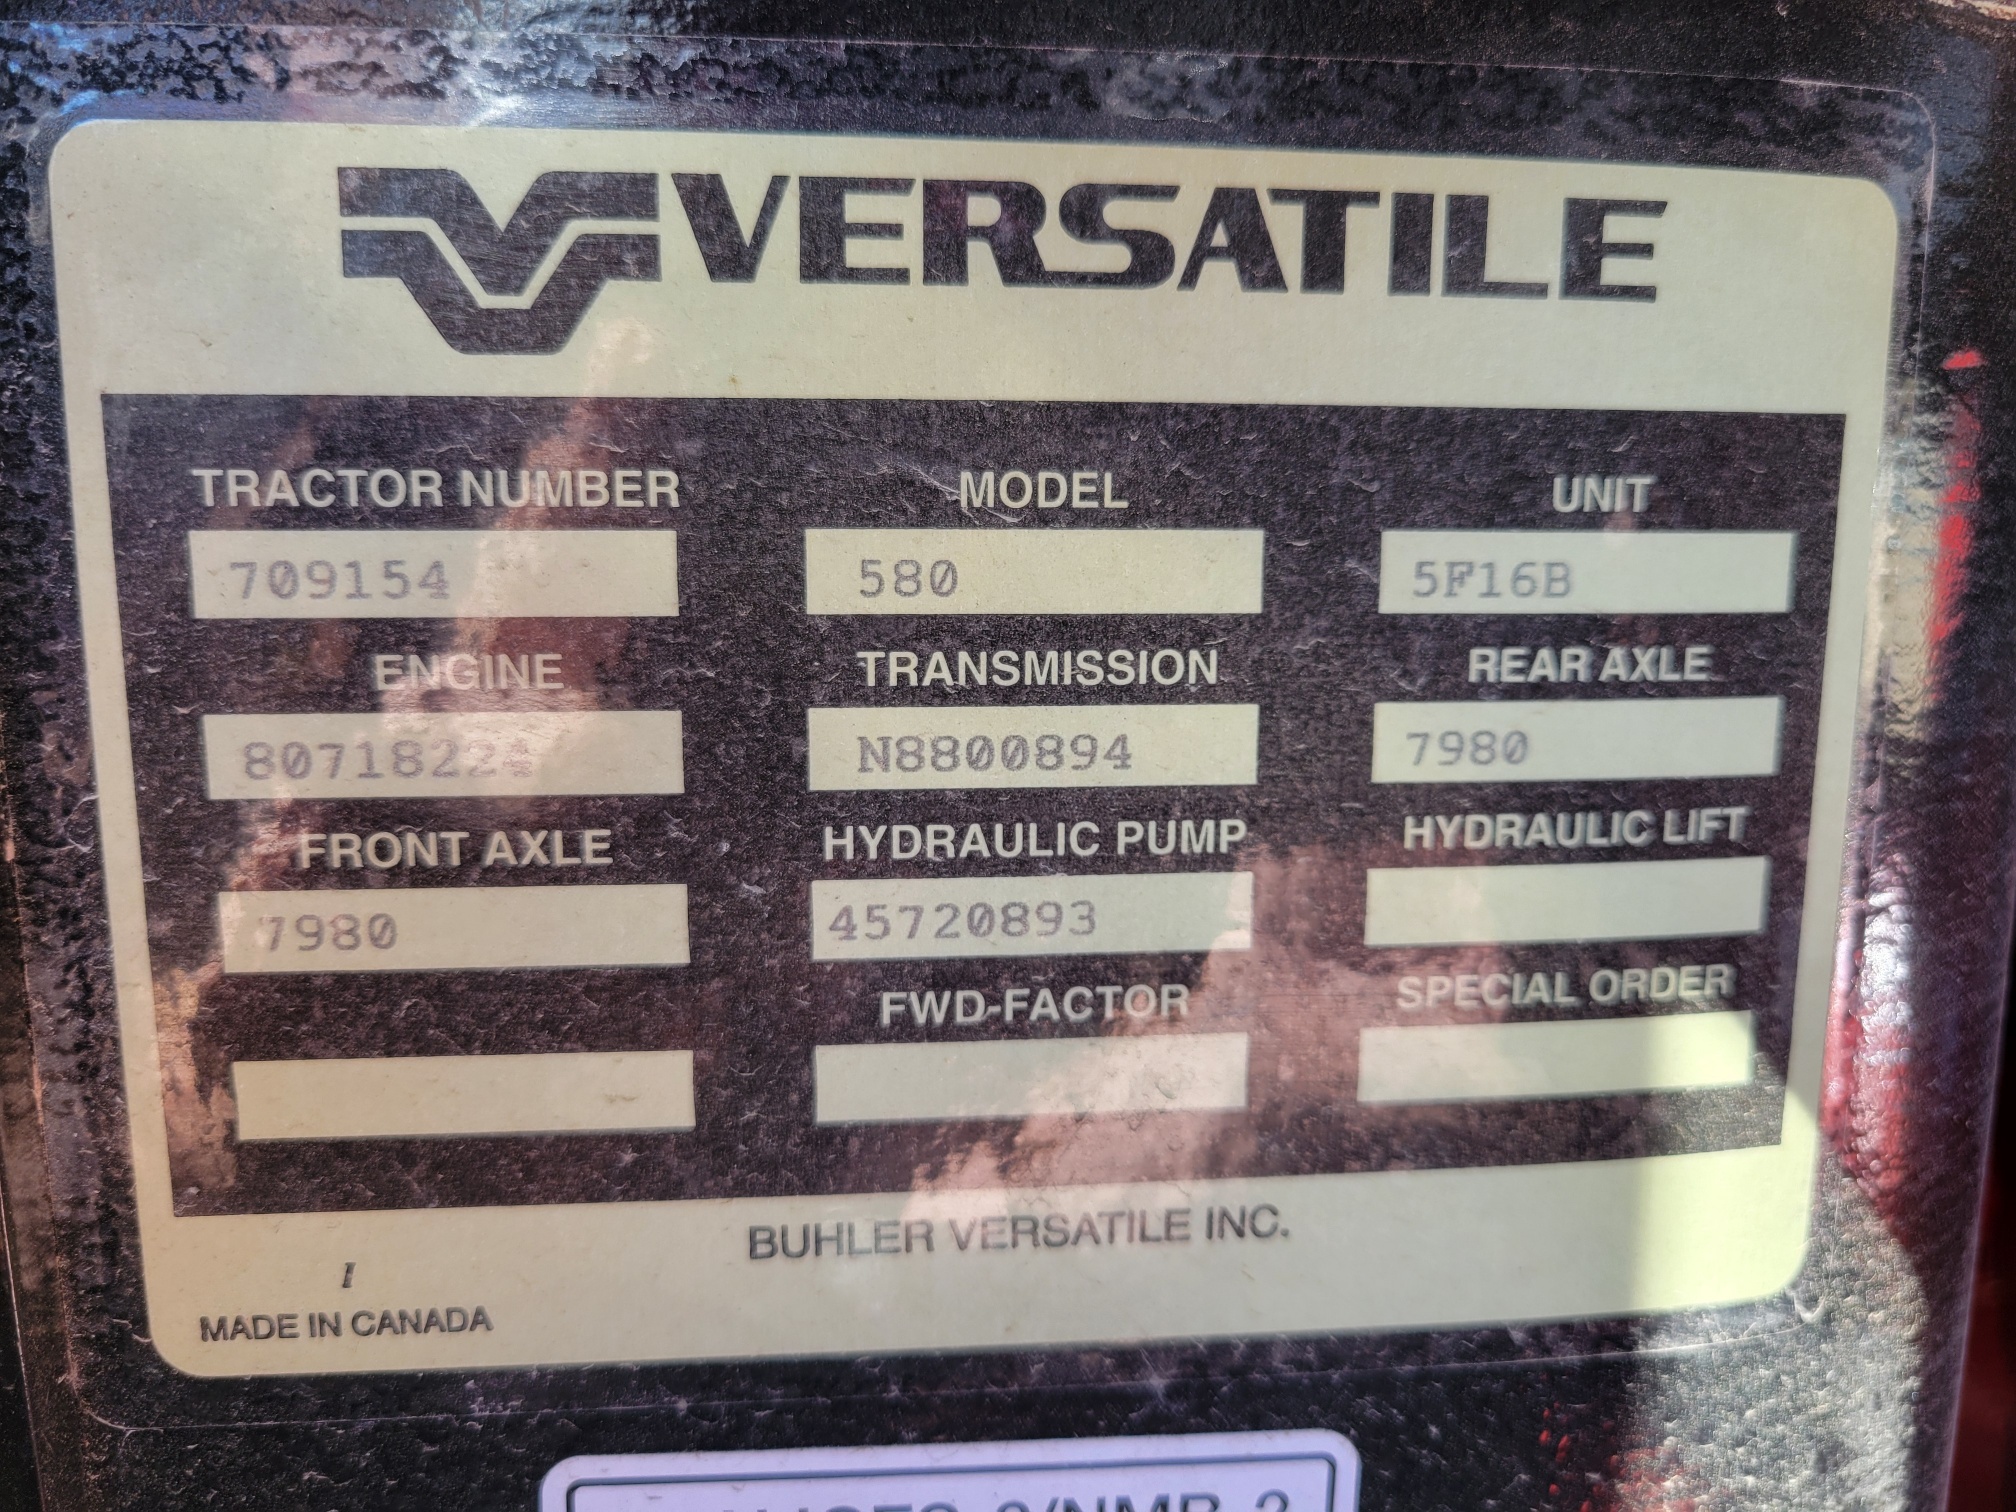 VERSATILE
TRACTOR NUMBER MODEL UNIT
709154 580 5F16B
ENGINE TRANSMISSION REAR AXLE
80718224 N8800894 7980
FRONT AXLE HYDRAULIC PUMP HYDRAULIC LIFT
7980 45720893
FWD-FACTOR SPECIAL ORDER
BUHLER VERSATILE INC.
I
MADE IN CANADA